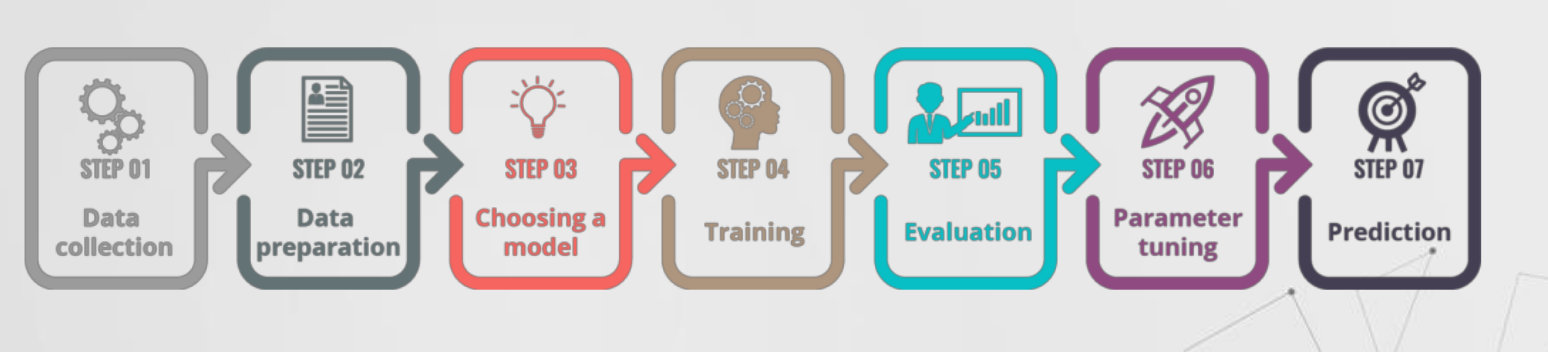 STEP 01
Data
collection
STEP 02
Data
preparation
STEP 03
Choosing a
model
STEP 04
Training
STEP 05
Evaluation
STEP 06
Parameter
tuning
STEP 07
Prediction